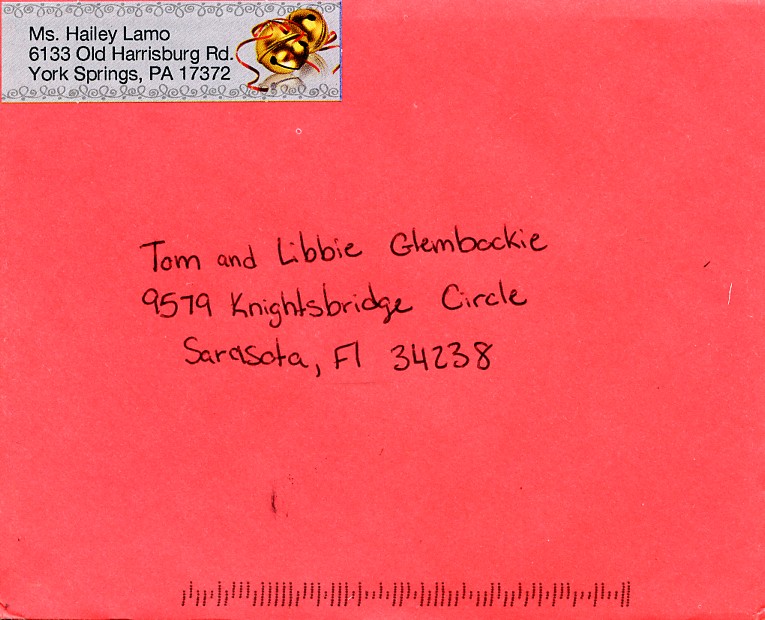 Ms. Hailey Lamo
6133 Old Harrisburg Rd.
York Springs, PA 17372
Tom and Libbie Glembockie
9579 Knightsbridge Circle
Sarasota, Fl 34238